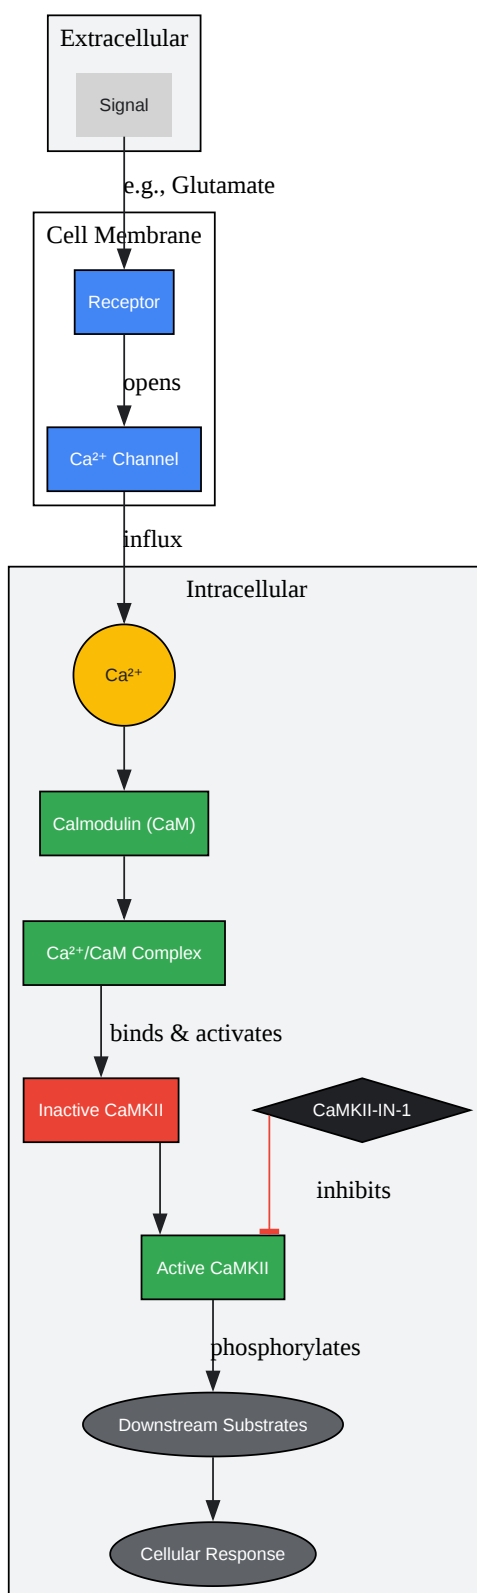 Extracellular
Signal
e.g., Glutamate
Cell Membrane
Receptor
opens
Ca²⁺ Channel
influx
Intracellular
Ca²⁺
Calmodulin (CaM)
Ca²⁺/CaM Complex
binds & activates
Inactive CaMKII
CaMKII-IN-1
inhibits
Active CaMKII
phosphorylates
Downstream Substrates
Cellular Response